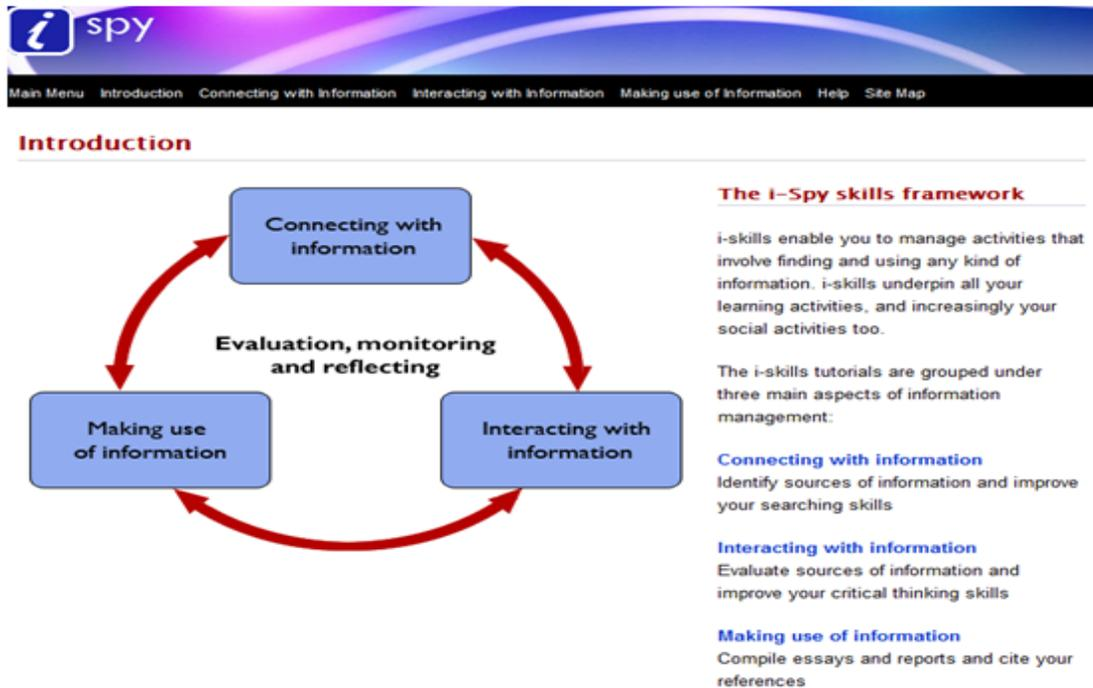 i spy
Main Menu Introduction Connecting with Information Interacting with Information Making use of Information Help Site Map
Introduction
Connecting with
information
Evaluation, monitoring
and reflecting
Making use
of information
Interacting with
information
The i-Spy skills framework
i-skills enable you to manage activities that
involve finding and using any kind of
information. i-skills underpin all your
learning activities, and increasingly your
social activities too.
The i-skills tutorials are grouped under
three main aspects of information
management:
Connecting with information
Identify sources of information and improve
your searching skills
Interacting with information
Evaluate sources of information and
improve your critical thinking skills
Making use of information
Compile essays and reports and cite your
references